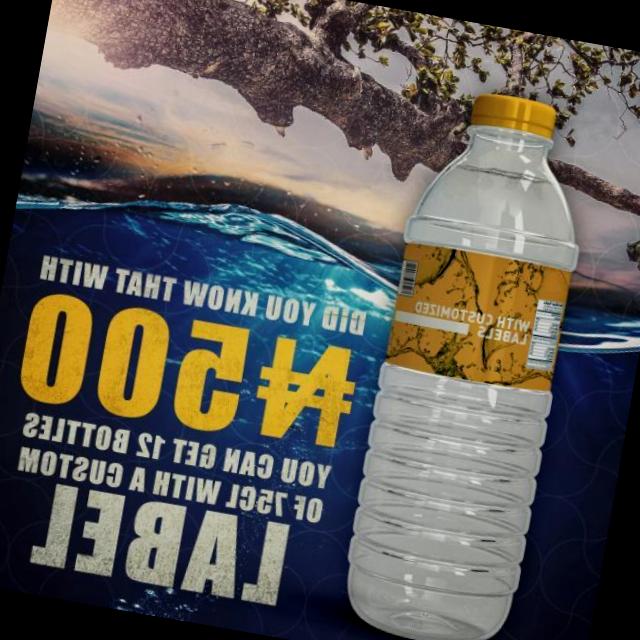 DID YOU KNOW THAT WITH
₦500
YOU CAN GET 12 BOTTLES
OF 75CL WITH A CUSTOM
LABEL
WITH CUSTOMIZED
LABELS